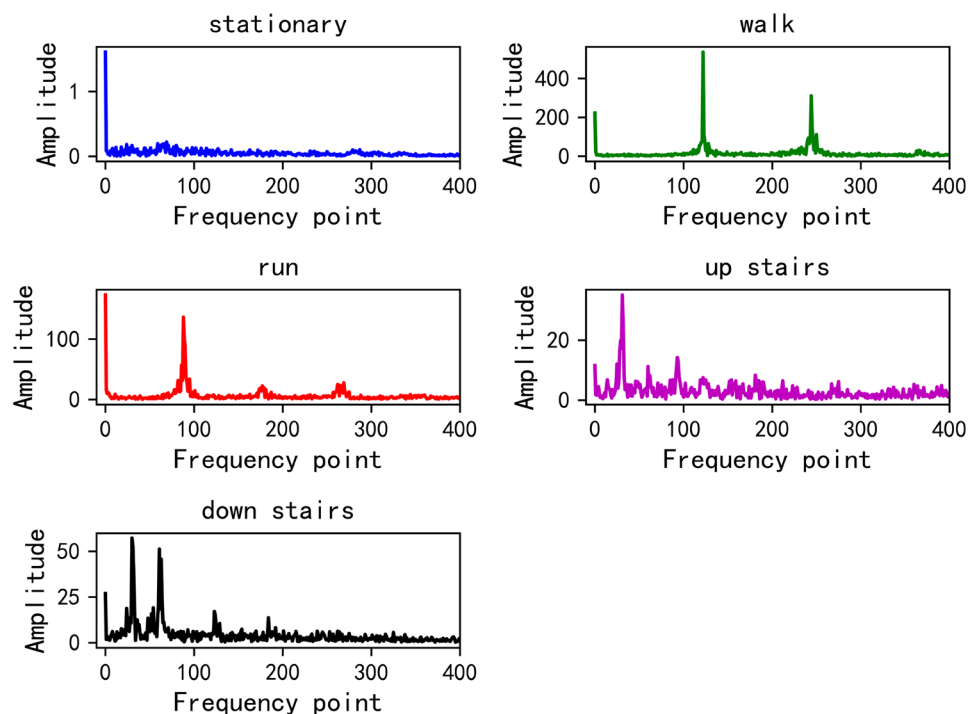 stationary
Amplitude
1
0
0 100 200 300 400
Frequency point
walk
Amplitude
400
200
0
0 100 200 300 400
Frequency point
run
Amplitude
100
0
0 100 200 300 400
Frequency point
up stairs
Amplitude
20
0
0 100 200 300 400
Frequency point
down stairs
Amplitude
50
25
0
0 100 200 300 400
Frequency point